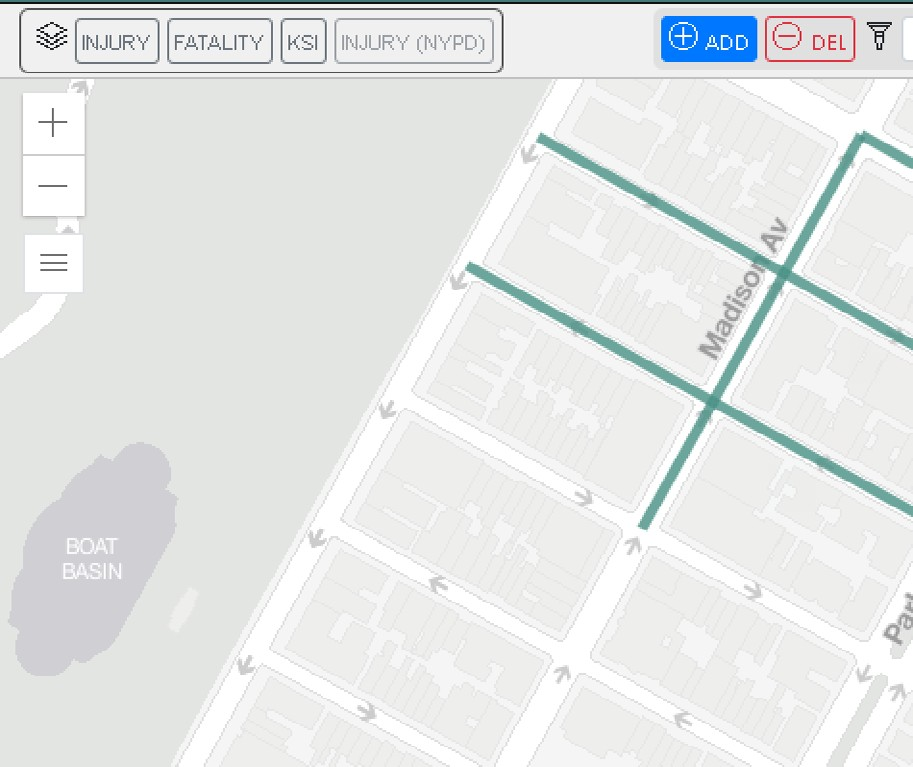 INJURY
FATALITY
KSI
INJURY (NYPD)
ADD
DEL
Madison Av
BOAT
BASIN